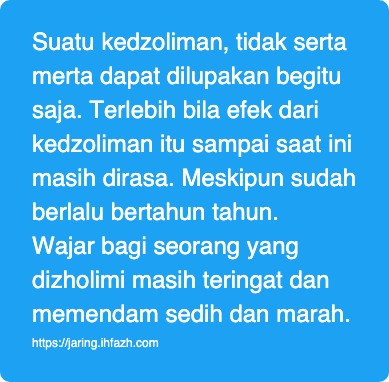 Suatu kedzoliman, tidak serta
merta dapat dilupakan begitu
saja. Terlebih bila efek dari
kedzoliman itu sampai saat ini
masih dirasa. Meskipun sudah
berlalu bertahun tahun.
Wajar bagi seorang yang
dizholimi masih teringat dan
memendam sedih dan marah.
https://jaring.ihfazh.com